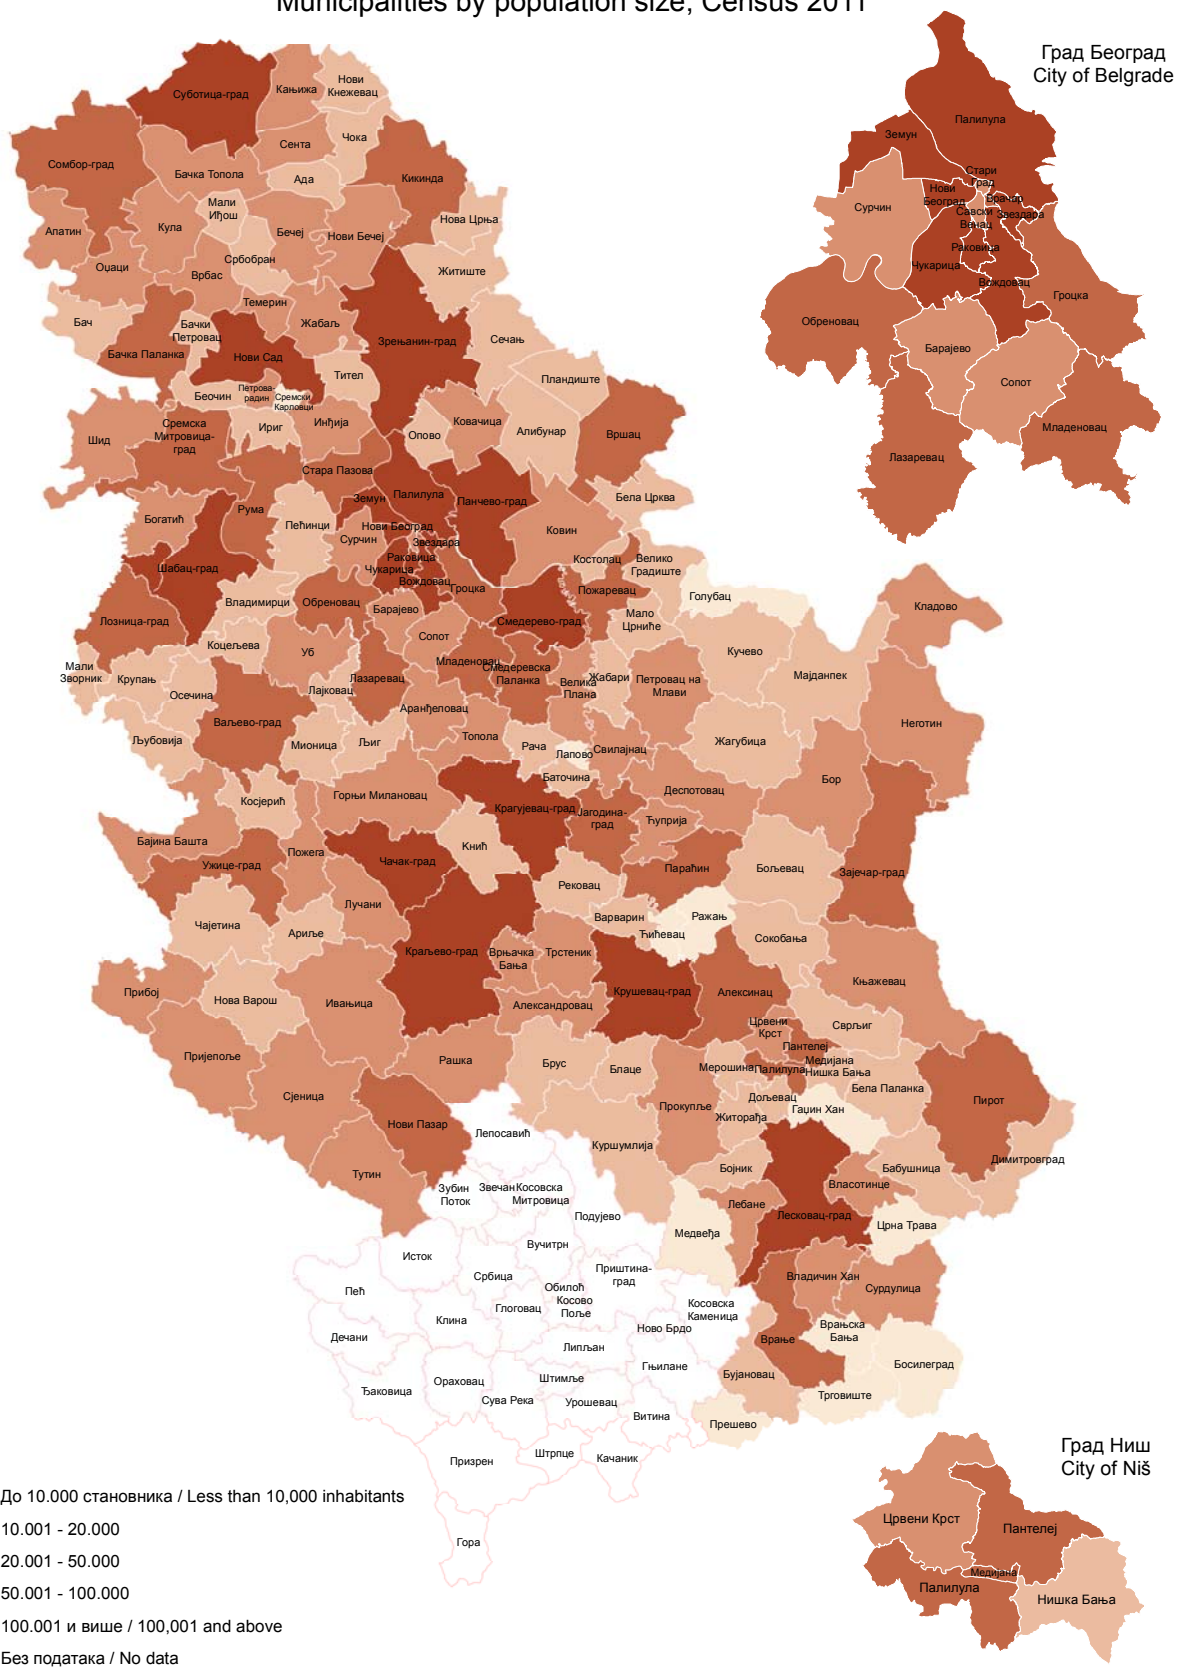 Municipalities by population size, Census 2011
Град Београд
City of Belgrade
Суботица-град
Кањижа
Нови
Кнежевац
Сомбор-град
Бачка Топола
Сента
Чока
Ада
Кикинда
Мали
Иђош
Апатин
Кула
Бечеј
Нови Бечеј
Нова Црња
Оџаци
Врбас
Србобран
Житиште
Темерин
Жабаљ
Бач
Бачки
Петровац
Бачка Паланка
Нови Сад
Зрењанин-град
Сечањ
Тител
Пландиште
Беочин
Петрова-
радин
Сремски
Карловци
Шид
Сремска
Митровица-
град
Ириг
Инђија
Опово
Ковачица
Алибунар
Вршац
Стара Пазова
Рума
Земун
Палилула
Панчево-град
Бела Црква
Богатић
Пећинци
Сурчин
Нови Београд
Звездара
Раковица
Чукарица
Вождовац
Гроцка
Ковин
Костолац
Велико
Градиште
Шабац-град
Владимирци
Обреновац
Барајево
Пожаревац
Голубац
Кладово
Лозница-град
Смедерево-град
Мало
Црниће
Коцељева
Уб
Сопот
Кучево
Мали
Зворник
Крупањ
Осечина
Лајковац
Лазаревац
Младеновац
Смедеревска
Паланка
Велика
Плана
Жабари
Петровац на
Млави
Мајданпек
Аранђеловац
Неготин
Љубовија
Ваљево-град
Мионица
Љиг
Топола
Рача
Лапово
Свилајнац
Жагубица
Баточина
Бор
Косјерић
Горњи Милановац
Крагујевац-град
Јагодина-
град
Деспотовац
Ћуприја
Бајина Башта
Ужице-град
Пожега
Чачак-град
Кнић
Параћин
Бољевац
Зајечар-град
Рековац
Лучани
Чајетина
Ариље
Варварин
Ражањ
Ћићевац
Сокобања
Краљево-град
Врњачка
Бања
Трстеник
Прибој
Нова Варош
Ивањица
Александровац
Крушевац-град
Алексинац
Књажевац
Црвени
Крст
Сврљиг
Пантелеј
Пријепоље
Рашка
Брус
Блаце
Мерошина
Палилула
Медијана
Нишка Бања
Бела Паланка
Сјеница
Нови Пазар
Прокупље
Дољевац
Житорађа
Гаџин Хан
Пирот
Лепосавић
Куршумлија
Тутин
Бојник
Бабушница
Димитровград
Зубин
Поток
Звечан
Косовска
Митровица
Власотинце
Лебане
Подујево
Лесковац-град
Медвеђа
Црна Трава
Исток
Вучитрн
Србица
Приштина-
град
Владичин Хан
Сурдулица
Пећ
Обилоћ
Косово
Поље
Глоговац
Косовска
Каменица
Клина
Ново Брдо
Врањска
Бања
Дечани
Липљан
Врање
Гњилане
Босилеград
Ђаковица
Ораховац
Штимље
Бујановац
Сува Река
Урошевац
Трговиште
Витина
Прешево
Призрен
Штрпце
Качаник
Гора
Палилула
Земун
Стари
Град
Нови
Београд
Врачар
Савски
Венац
Звездара
Сурчин
Раковица
Чукарица
Вождовац
Гроцка
Обреновац
Барајево
Сопот
Младеновац
Лазаревац
Град Ниш
City of Niš
Црвени Крст
Пантелеј
Медијана
Палилула
Нишка Бања
До 10.000 становника / Less than 10,000 inhabitants
10.001 - 20.000
20.001 - 50.000
50.001 - 100.000
100.001 и више / 100,001 and above
Без података / No data